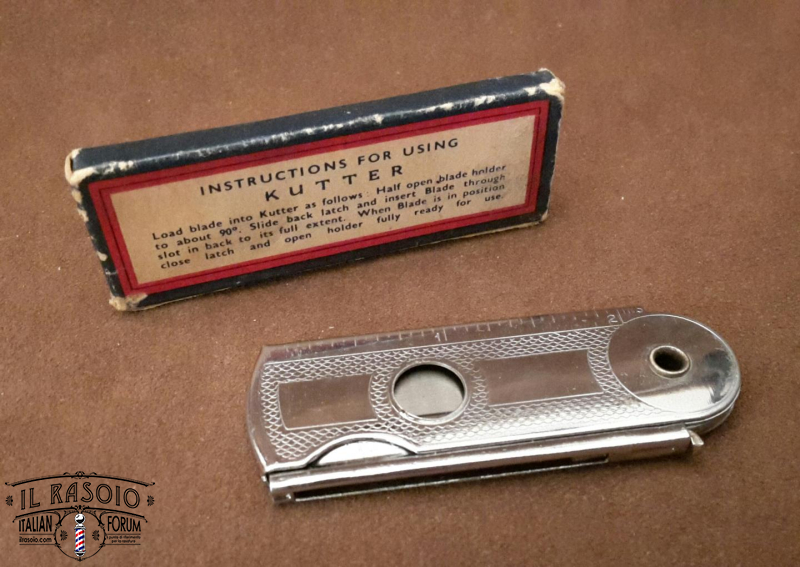 INSTRUCTIONS FOR USING
KUTTER
Load blade into Kutter as follows: Half open blade holder
to about 90°. Slide back latch and insert Blade through
slot in back to its full extent. When Blade is in position
close latch and open holder fully ready for use.
1
2
IL RASOIO
ITALIAN FORUM
ilrasoio.com